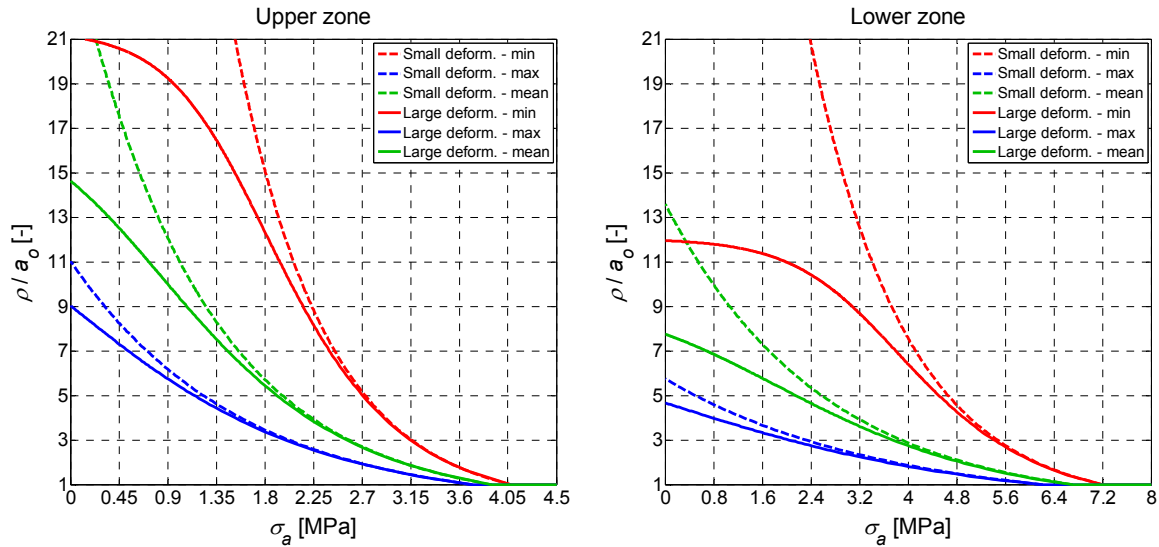 Upper zone
21
19
17
15
13
11
9
7
5
3
1
ρ / a_o [-]
Small deform. - min
Small deform. - max
Small deform. - mean
Large deform. - min
Large deform. - max
Large deform. - mean
0 0.45 0.9 1.35 1.8 2.25 2.7 3.15 3.6 4.05 4.5
σ_a [MPa]
Lower zone
21
19
17
15
13
11
9
7
5
3
1
ρ / a_o [-]
Small deform. - min
Small deform. - max
Small deform. - mean
Large deform. - min
Large deform. - max
Large deform. - mean
0 0.8 1.6 2.4 3.2 4 4.8 5.6 6.4 7.2 8
σ_a [MPa]